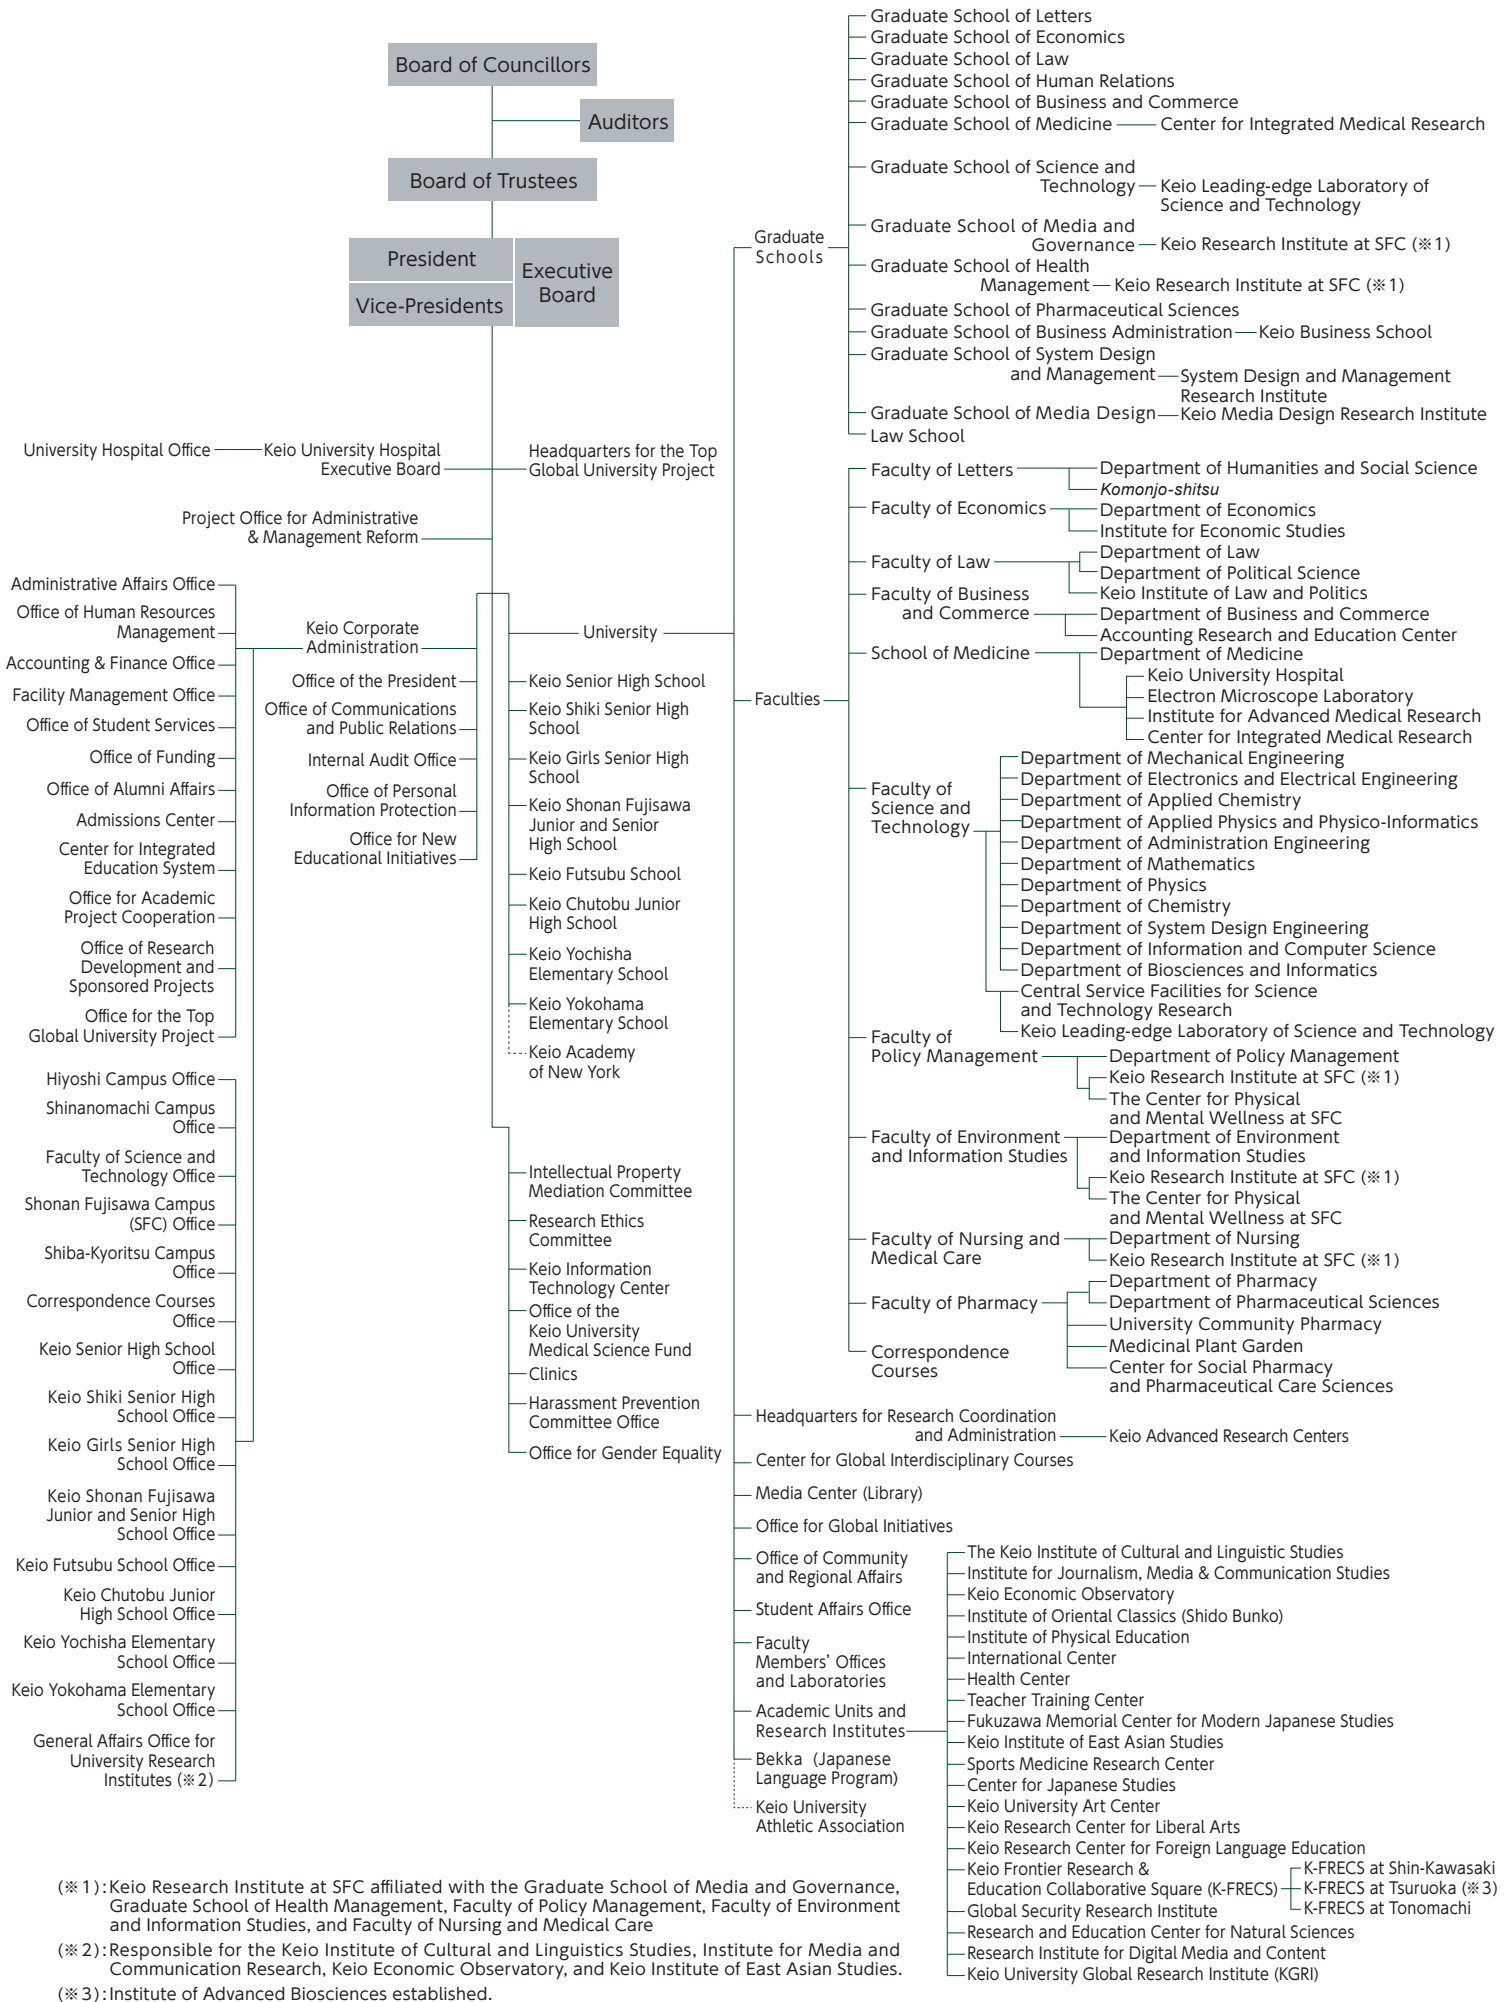 Board of Councillors
Auditors
Board of Trustees
President
Vice-Presidents
Executive
Board
University Hospital Office
Keio University Hospital
Executive Board
Headquarters for the Top
Global University Project
Project Office for Administrative
& Management Reform
Administrative Affairs Office
Office of Human Resources
Management
Accounting & Finance Office
Facility Management Office
Office of Student Services
Office of Funding
Office of Alumni Affairs
Admissions Center
Center for Integrated
Education System
Office for Academic
Project Cooperation
Office of Research
Development and
Sponsored Projects
Office for the Top
Global University Project
Hiyoshi Campus Office
Shinanomachi Campus
Office
Faculty of Science and
Technology Office
Shonan Fujisawa Campus
(SFC) Office
Shiba-Kyoritsu Campus
Office
Correspondence Courses
Office
Keio Senior High School
Office
Keio Shiki Senior High
School Office
Keio Girls Senior High
School Office
Keio Shonan Fujisawa
Junior and Senior High
School Office
Keio Futsubu School Office
Keio Chutobu Junior
High School Office
Keio Yochisha Elementary
School Office
Keio Yokohama Elementary
School Office
General Affairs Office for
University Research
Institutes (※2)
Keio Corporate
Administration
Office of the President
Office of Communications
and Public Relations
Internal Audit Office
Office of Personal
Information Protection
Office for New
Educational Initiatives
University
Keio Senior High School
Keio Shiki Senior High
School
Keio Girls Senior High
School
Keio Shonan Fujisawa
Junior and Senior
High School
Keio Futsubu School
Keio Chutobu Junior
High School
Keio Yochisha
Elementary School
Keio Yokohama
Elementary School
Keio Academy
of New York
Intellectual Property
Mediation Committee
Research Ethics
Committee
Keio Information
Technology Center
Office of the
Keio University
Medical Science Fund
Clinics
Harassment Prevention
Committee Office
Office for Gender Equality
Graduate
Schools
Graduate School of Letters
Graduate School of Economics
Graduate School of Law
Graduate School of Human Relations
Graduate School of Business and Commerce
Graduate School of Medicine
Center for Integrated Medical Research
Graduate School of Science and
Technology
Keio Leading-edge Laboratory of
Science and Technology
Graduate School of Media and
Governance
Keio Research Institute at SFC (※1)
Graduate School of Health
Management
Keio Research Institute at SFC (※1)
Graduate School of Pharmaceutical Sciences
Graduate School of Business Administration
Keio Business School
Graduate School of System Design
and Management
System Design and Management
Research Institute
Graduate School of Media Design
Keio Media Design Research Institute
Law School
Faculties
Faculty of Letters
Department of Humanities and Social Science
Komonjo-shitsu
Faculty of Economics
Department of Economics
Institute for Economic Studies
Faculty of Law
Department of Law
Department of Political Science
Keio Institute of Law and Politics
Faculty of Business
and Commerce
Department of Business and Commerce
Accounting Research and Education Center
School of Medicine
Department of Medicine
Keio University Hospital
Electron Microscope Laboratory
Institute for Advanced Medical Research
Center for Integrated Medical Research
Faculty of
Science and
Technology
Department of Mechanical Engineering
Department of Electronics and Electrical Engineering
Department of Applied Chemistry
Department of Applied Physics and Physico-Informatics
Department of Administration Engineering
Department of Mathematics
Department of Physics
Department of Chemistry
Department of System Design Engineering
Department of Information and Computer Science
Department of Biosciences and Informatics
Central Service Facilities for Science
and Technology Research
Keio Leading-edge Laboratory of Science and Technology
Faculty of
Policy Management
Department of Policy Management
Keio Research Institute at SFC (※1)
The Center for Physical
and Mental Wellness at SFC
Faculty of Environment
and Information Studies
Department of Environment
and Information Studies
Keio Research Institute at SFC (※1)
The Center for Physical
and Mental Wellness at SFC
Faculty of Nursing and
Medical Care
Department of Nursing
Keio Research Institute at SFC (※1)
Faculty of Pharmacy
Department of Pharmacy
Department of Pharmaceutical Sciences
University Community Pharmacy
Medicinal Plant Garden
Center for Social Pharmacy
and Pharmaceutical Care Sciences
Correspondence
Courses
Headquarters for Research Coordination
and Administration
Keio Advanced Research Centers
Center for Global Interdisciplinary Courses
Media Center (Library)
Office for Global Initiatives
Office of Community
and Regional Affairs
Student Affairs Office
Faculty
Members' Offices
and Laboratories
Academic Units and
Research Institutes
Bekka (Japanese
Language Program)
Keio University
Athletic Association
The Keio Institute of Cultural and Linguistic Studies
Institute for Journalism, Media & Communication Studies
Keio Economic Observatory
Institute of Oriental Classics (Shido Bunko)
Institute of Physical Education
International Center
Health Center
Teacher Training Center
Fukuzawa Memorial Center for Modern Japanese Studies
Keio Institute of East Asian Studies
Sports Medicine Research Center
Center for Japanese Studies
Keio University Art Center
Keio Research Center for Liberal Arts
Keio Research Center for Foreign Language Education
Keio Frontier Research &
Education Collaborative Square (K-FRECS)
K-FRECS at Shin-Kawasaki
K-FRECS at Tsuruoka (※3)
K-FRECS at Tonomachi
Global Security Research Institute
Research and Education Center for Natural Sciences
Research Institute for Digital Media and Content
Keio University Global Research Institute (KGRI)
(※1):Keio Research Institute at SFC affiliated with the Graduate School of Media and Governance,
Graduate School of Health Management, Faculty of Policy Management, Faculty of Environment
and Information Studies, and Faculty of Nursing and Medical Care
(※2):Responsible for the Keio Institute of Cultural and Linguistics Studies, Institute for Media and
Communication Research, Keio Economic Observatory, and Keio Institute of East Asian Studies.
(※3):Institute of Advanced Biosciences established.